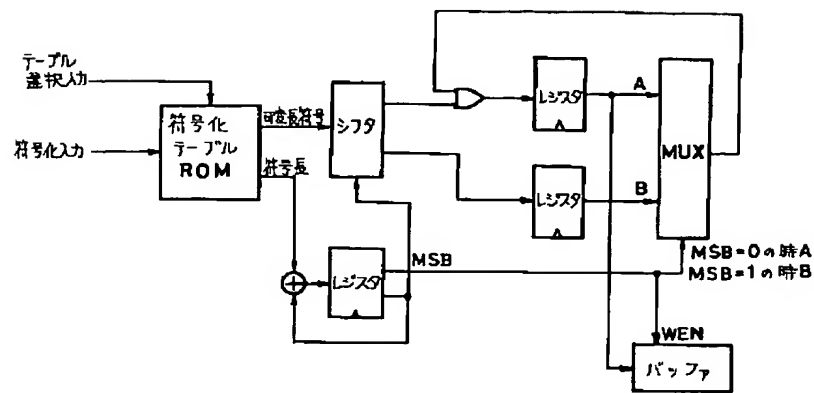 テーブル
選択入力
符号化入力
符号化
テーブル
ROM
可変長符号
符号長
シフタ
レジスタ
A
MUX
レジスタ
B
レジスタ
MSB
MSB=0の時A
MSB=1の時B
WEN
バッファ